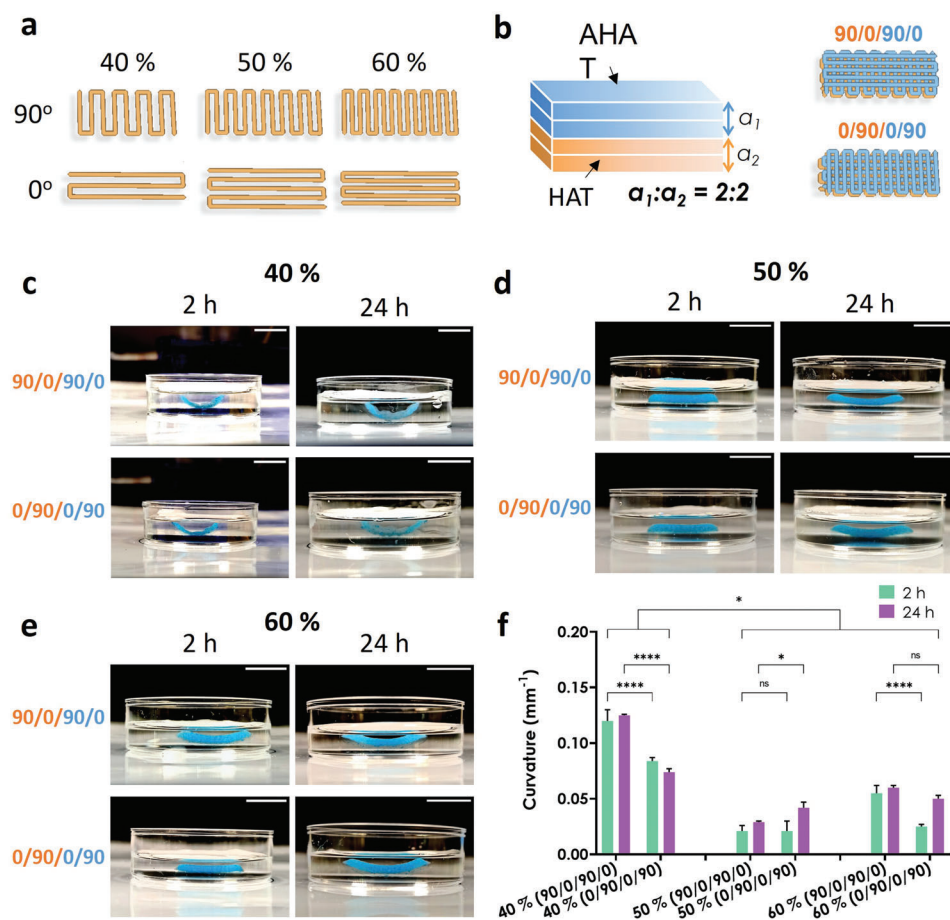 a
40 % 50 % 60 %
90º
0º
b
AHA
T
a1
a2
HAT
a1:a2 = 2:2
90/0/90/0
0/90/0/90
c
40 %
2 h 24 h
90/0/90/0
0/90/0/90
d
50 %
2 h 24 h
90/0/90/0
0/90/0/90
e
60 %
2 h 24 h
90/0/90/0
0/90/0/90
f
2 h
24 h
*
**** * ns
**** ns ****
Curvature (mm⁻¹)
0.20
0.15
0.10
0.05
0.00
40 % (90/0/90/0)
40 % (0/90/0/90)
50 % (90/0/90/0)
50 % (0/90/0/90)
60 % (90/0/90/0)
60 % (0/90/0/90)